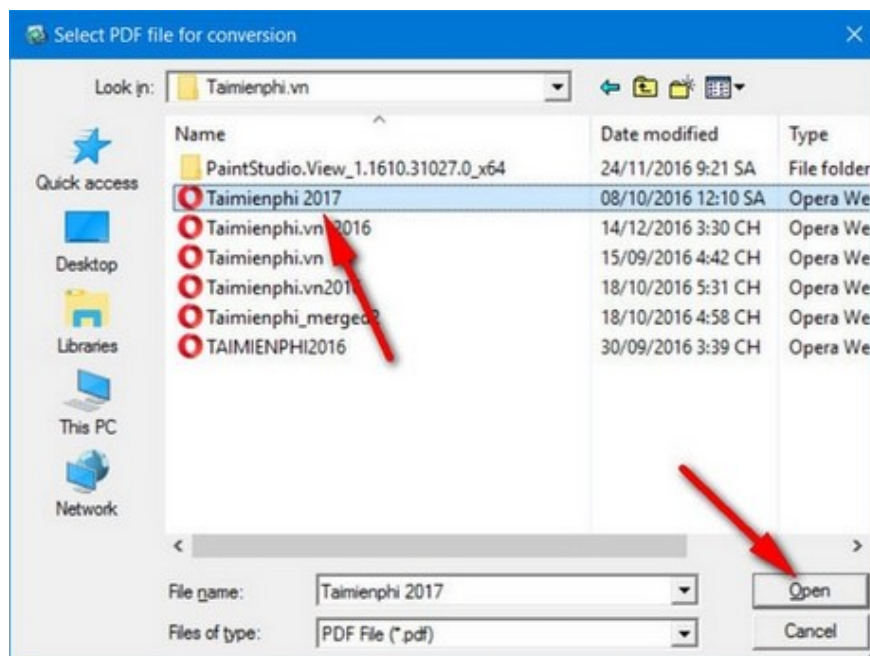 Select PDF file for conversion
Look in: Taimienphi.vn
Quick access
Desktop
Libraries
This PC
Network
Name Date modified Type
PaintStudio.View_1.1610.31027.0_x64 24/11/2016 9:21 SA File folder
Taimienphi 2017 08/10/2016 12:10 SA Opera We
Taimienphi.vn 2016 14/12/2016 3:30 CH Opera We
Taimienphi.vn 15/09/2016 4:42 CH Opera We
Taimienphi.vn201 18/10/2016 5:31 CH Opera We
Taimienphi_merged2 18/10/2016 4:58 CH Opera We
TAIMIENPHI2016 30/09/2016 3:39 CH Opera We
File name: Taimienphi 2017 Open
Files of type: PDF File (*.pdf) Cancel